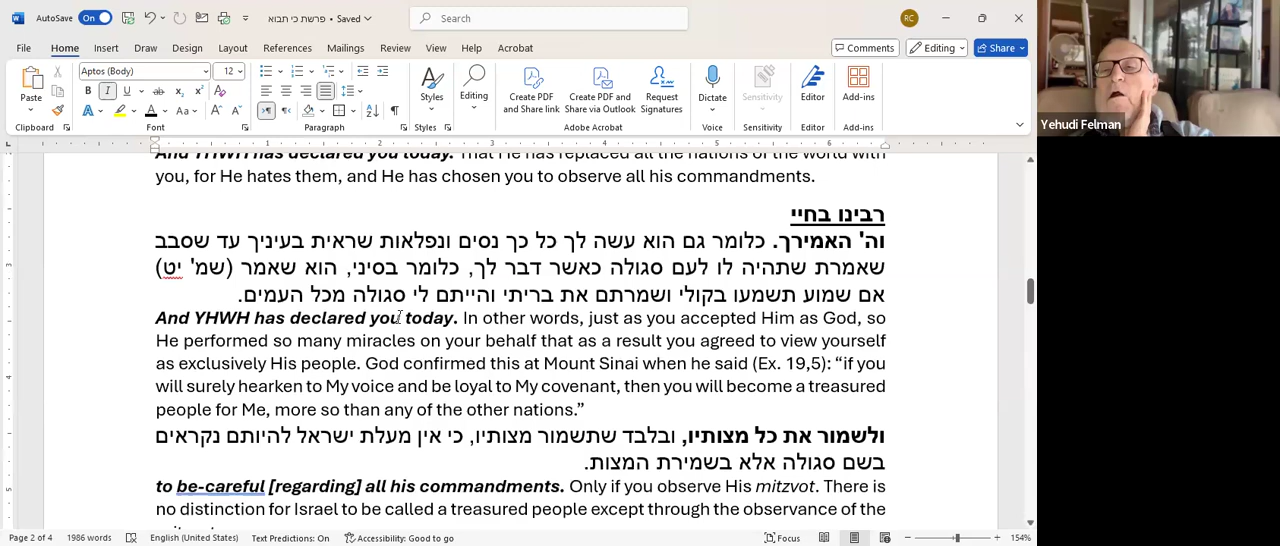 AutoSave On פרשת כי תבוא • Saved Search RC
File Home Insert Draw Design Layout References Mailings Review View Help Acrobat Comments Editing Share
Aptos (Body) 12
Paste Styles Editing Create PDF and Share link Create PDF and Share via Outlook Request Signatures Dictate Sensitivity Editor Add-ins
Clipboard Font Paragraph Styles Adobe Acrobat Voice Sensitivity Editor Add-ins
Yehudi Felman
1 2 3 4 5 6
And YHWH has declared you today. That He has replaced all the nations of the world with
you, for He hates them, and He has chosen you to observe all his commandments.
רבינו בחיי
וה' האמירך. כלומר גם הוא עשה לך כל כך נסים ונפלאות שראית בעיניך עד שסבב
שאמרת שתהיה לו לעם סגולה כאשר דבר לך, כלומר בסיני, הוא שאמר (שמ' יט)
אם שמוע תשמעו בקולי ושמרתם את בריתי והייתם לי סגולה מכל העמים.
And YHWH has declared you today. In other words, just as you accepted Him as God, so
He performed so many miracles on your behalf that as a result you agreed to view yourself
as exclusively His people. God confirmed this at Mount Sinai when he said (Ex. 19,5): “if you
will surely hearken to My voice and be loyal to My covenant, then you will become a treasured
people for Me, more so than any of the other nations.”
ולשמור את כל מצותיו, ובלבד שתשמור מצותיו, כי אין מעלת ישראל להיותם נקראים
בשם סגולה אלא בשמירת המצות.
to be-careful [regarding] all his commandments. Only if you observe His mitzvot. There is
no distinction for Israel to be called a treasured people except through the observance of the
Page 2 of 4 1986 words English (United States) Text Predictions: On Accessibility: Good to go Focus 154%